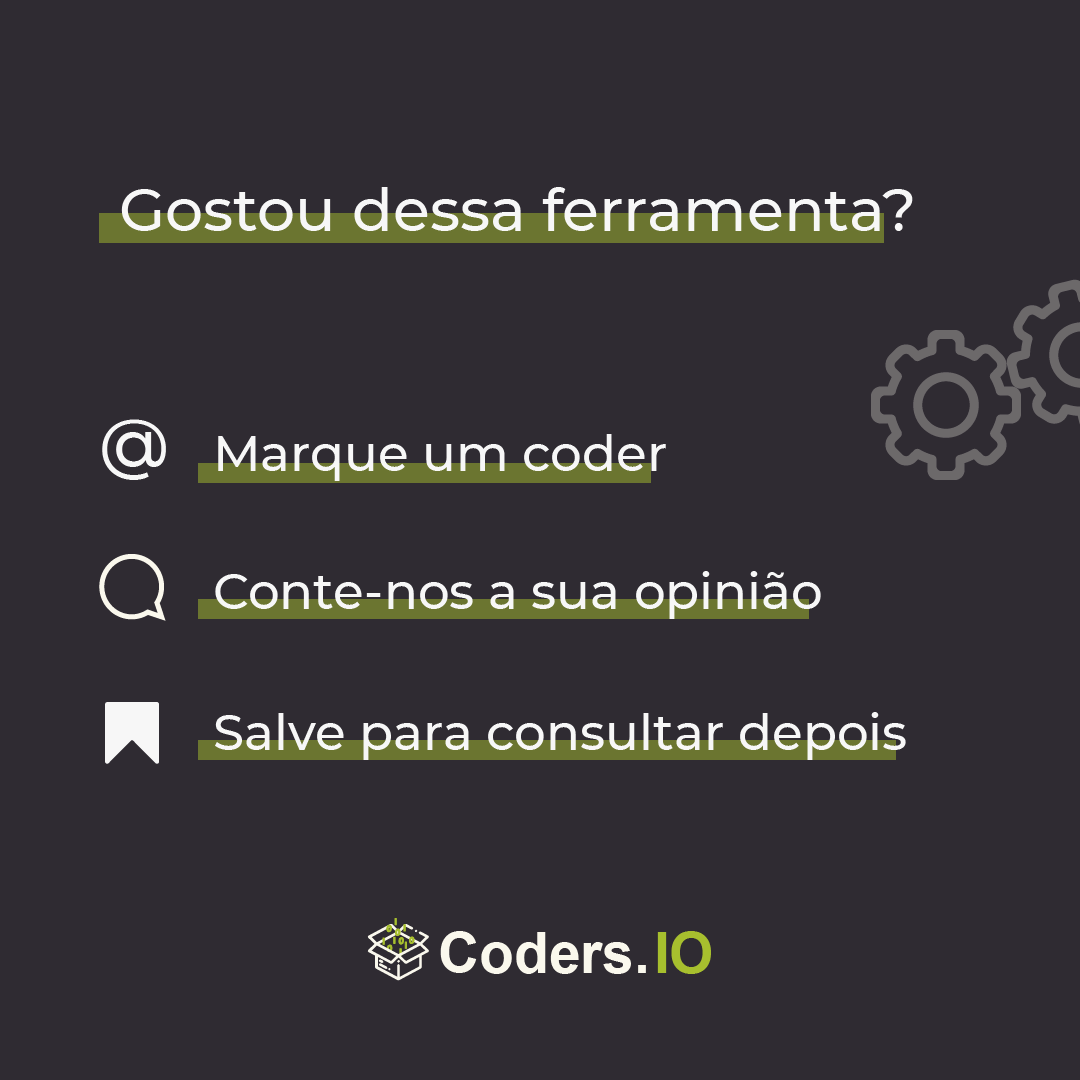 Gostou dessa ferramenta?
@ Marque um coder
Conte-nos a sua opinião
Salve para consultar depois
Coders.IO